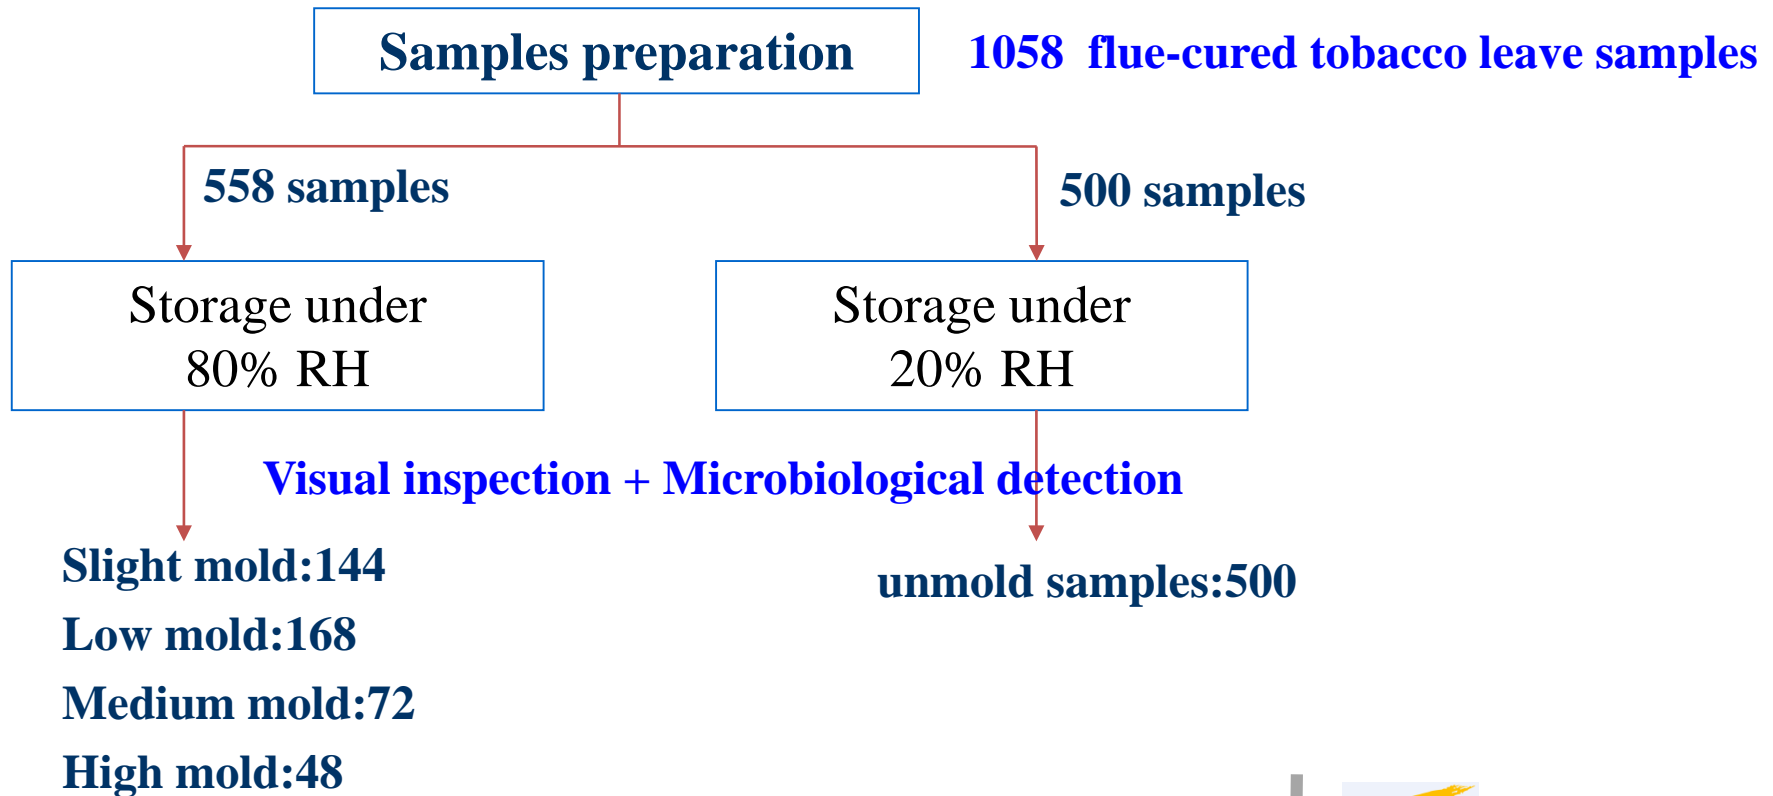 Samples preparation
1058 flue-cured tobacco leave samples
558 samples
500 samples
Storage under
80% RH
Storage under
20% RH
Visual inspection + Microbiological detection
Slight mold:144
Low mold:168
Medium mold:72
High mold:48
unmold samples:500